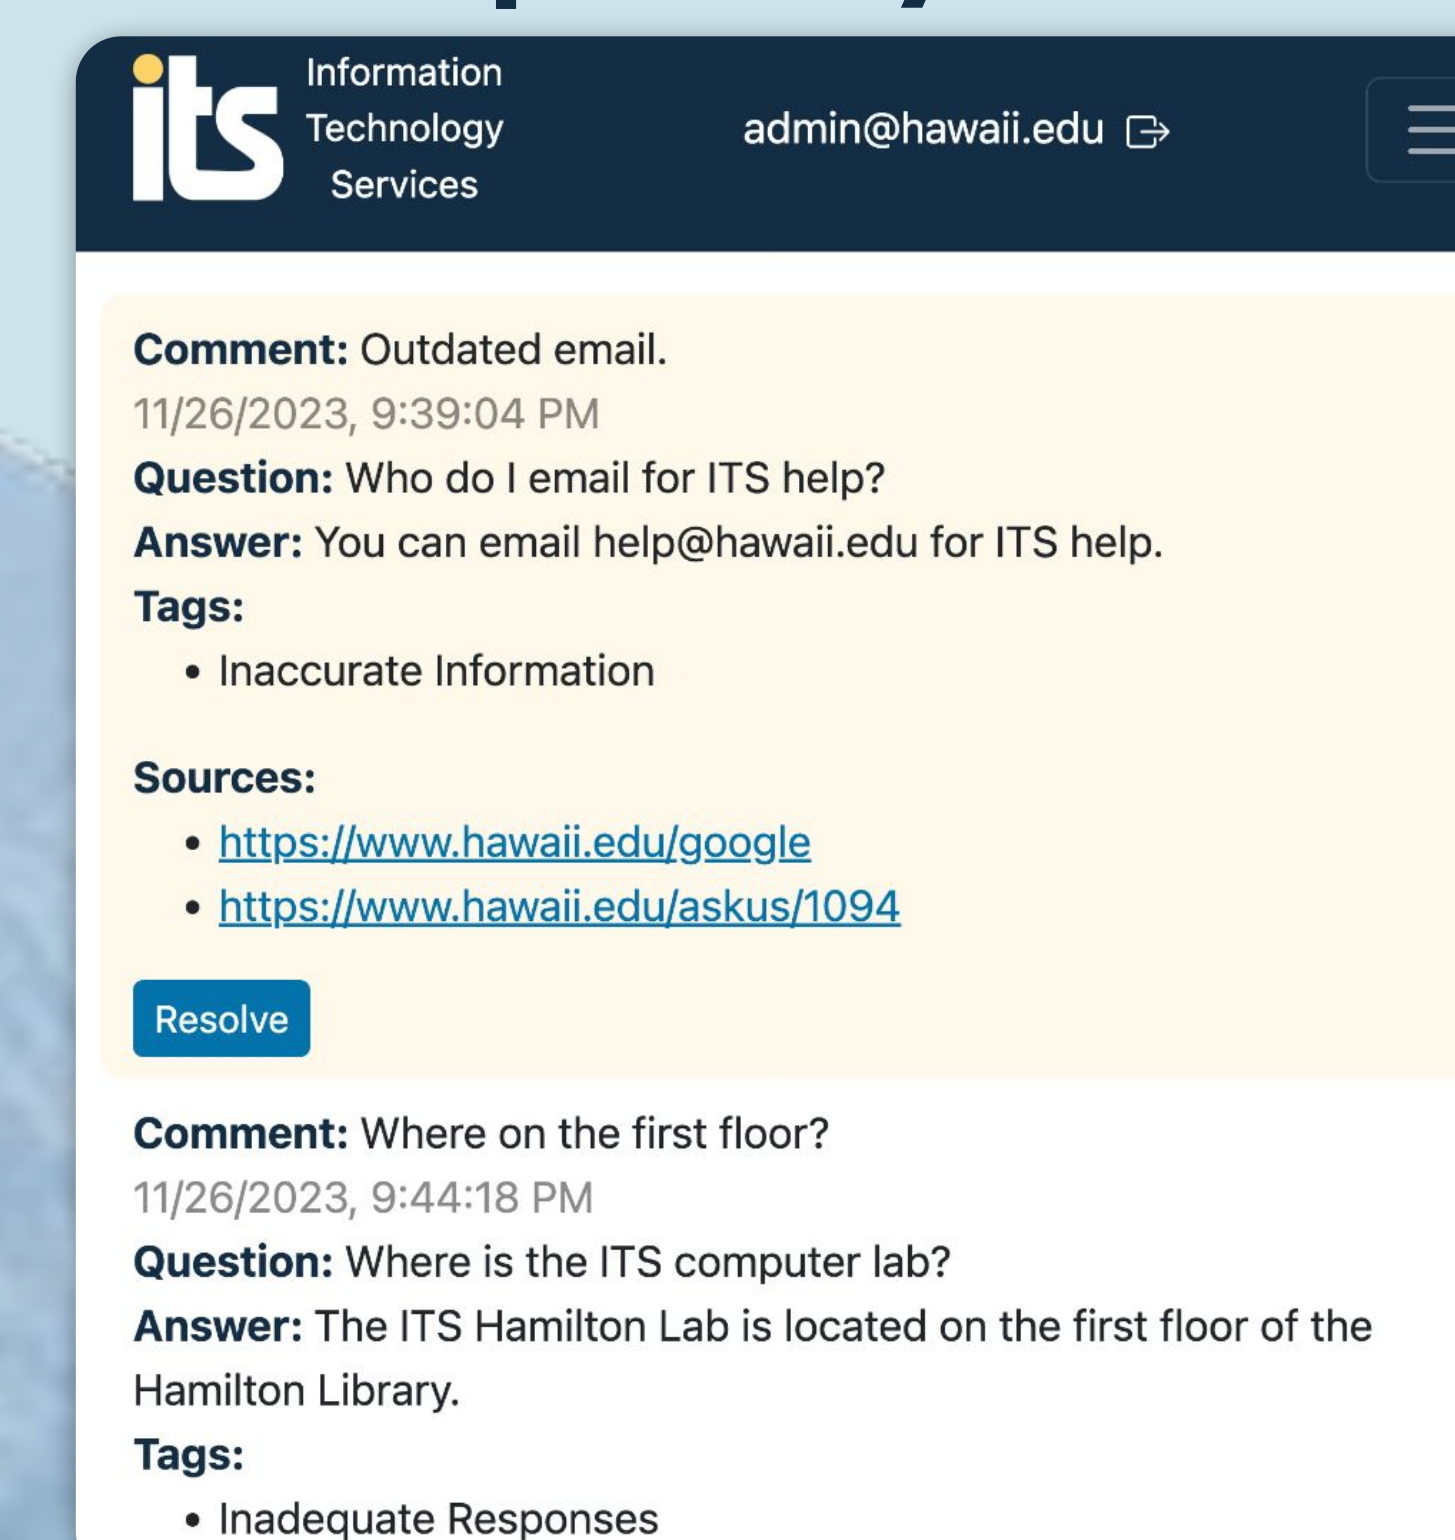 its
Information
Technology
Services
admin@hawaii.edu
Comment: Outdated email.
11/26/2023, 9:39:04 PM
Question: Who do I email for ITS help?
Answer: You can email help@hawaii.edu for ITS help.
Tags:
• Inaccurate Information
Sources:
• https://www.hawaii.edu/google
• https://www.hawaii.edu/askus/1094
Resolve
Comment: Where on the first floor?
11/26/2023, 9:44:18 PM
Question: Where is the ITS computer lab?
Answer: The ITS Hamilton Lab is located on the first floor of the
Hamilton Library.
Tags:
• Inadequate Responses